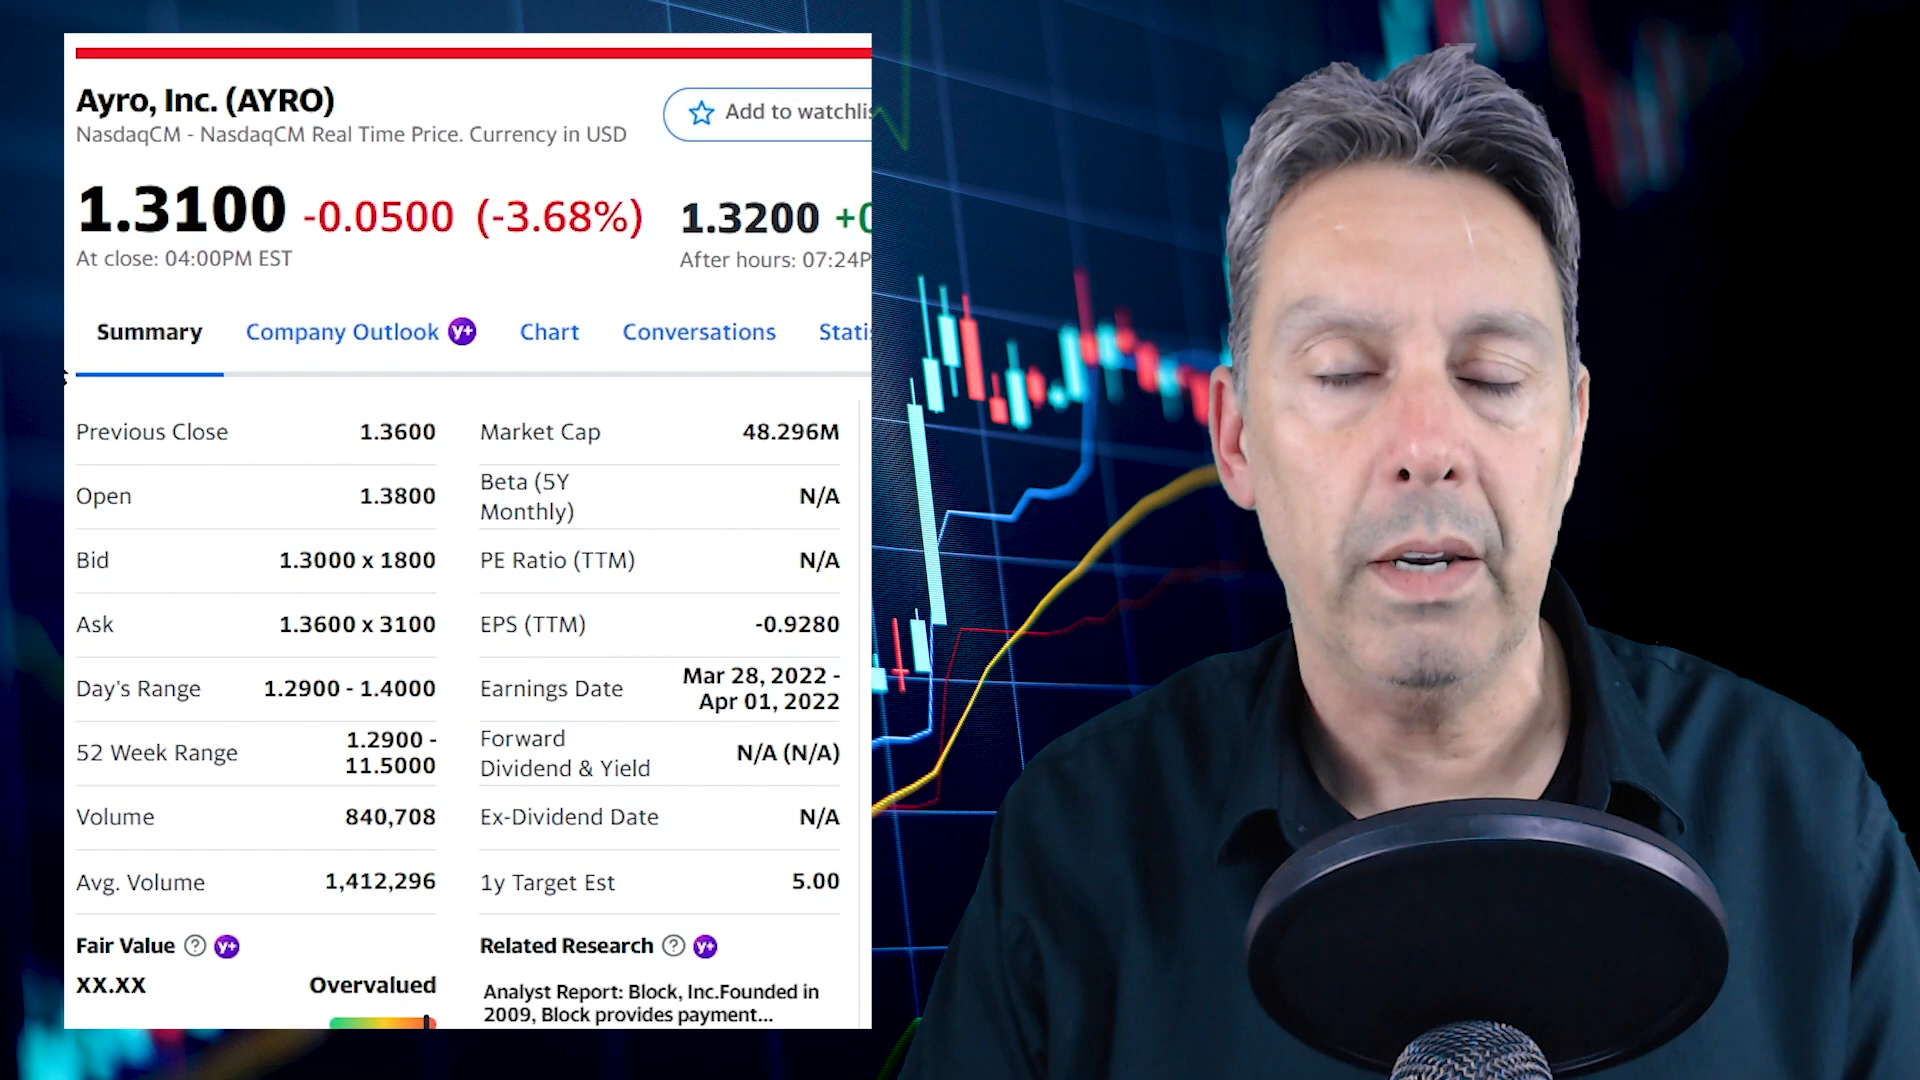 Ayro, Inc. (AYRO)
NasdaqCM - NasdaqCM Real Time Price. Currency in USD
Add to watchlis
1.3100 -0.0500 (-3.68%) 1.3200 +0
At close: 04:00PM EST After hours: 07:24P
Summary Company Outlook y+ Chart Conversations Stati
Previous Close 1.3600 Market Cap 48.296M
Open 1.3800 Beta (5Y
Monthly) N/A
Bid 1.3000 x 1800 PE Ratio (TTM) N/A
Ask 1.3600 x 3100 EPS (TTM) -0.9280
Day's Range 1.2900 - 1.4000 Earnings Date Mar 28, 2022 -
Apr 01, 2022
52 Week Range 1.2900 -
11.5000 Forward
Dividend & Yield N/A (N/A)
Volume 840,708 Ex-Dividend Date N/A
Avg. Volume 1,412,296 1y Target Est 5.00
Fair Value ? y+ Related Research ? y+
XX.XX Overvalued Analyst Report: Block, Inc.Founded in
2009, Block provides payment...